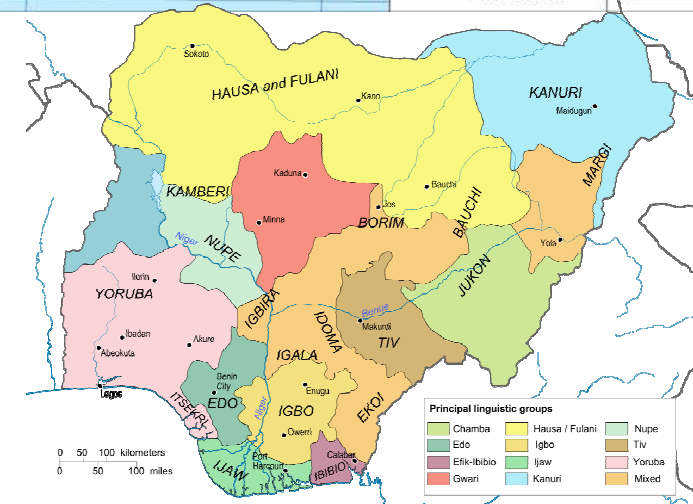 Sokoto
HAUSA and FULANI
Kano
KANURI
Maiduguri
Kaduna
MARGI
KAMBERI
Bauchi
Jos
BAUCHI
Minna
BORIM
Niger
NUPE
Yola
JUKON
Ilorin
YORUBA
IGBIRA
Benue
Makurdi
IDOMA
TIV
Ibadan
Akure
Abeokuta
IGALA
Lagos
Benin
City
EDO
ITSEKRI
Niger
Enugu
IGBO
EKOI
Owerri
Port
Harcourt
IJAW
Calabar
IBIBIO
0 50 100 kilometers
0 50 100 miles
Principal linguistic groups
Chamba
Edo
Efik-Ibibio
Gwari
Hausa / Fulani
Igbo
Ijaw
Kanuri
Nupe
Tiv
Yoruba
Mixed